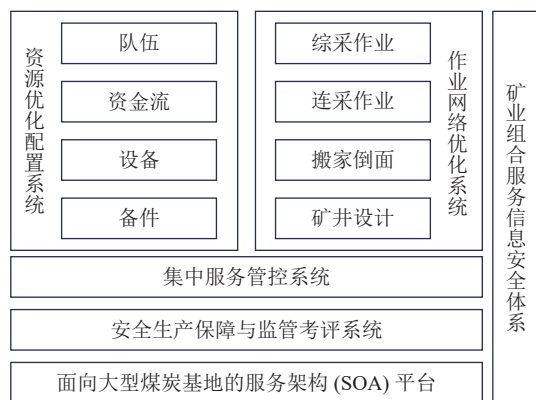 资源优化配置系统
队伍
资金流
设备
备件
综采作业
连采作业
搬家倒面
矿井设计
作业网络优化系统
矿业组合服务信息安全体系
集中服务管控系统
安全生产保障与监管考评系统
面向大型煤炭基地的服务架构 (SOA) 平台